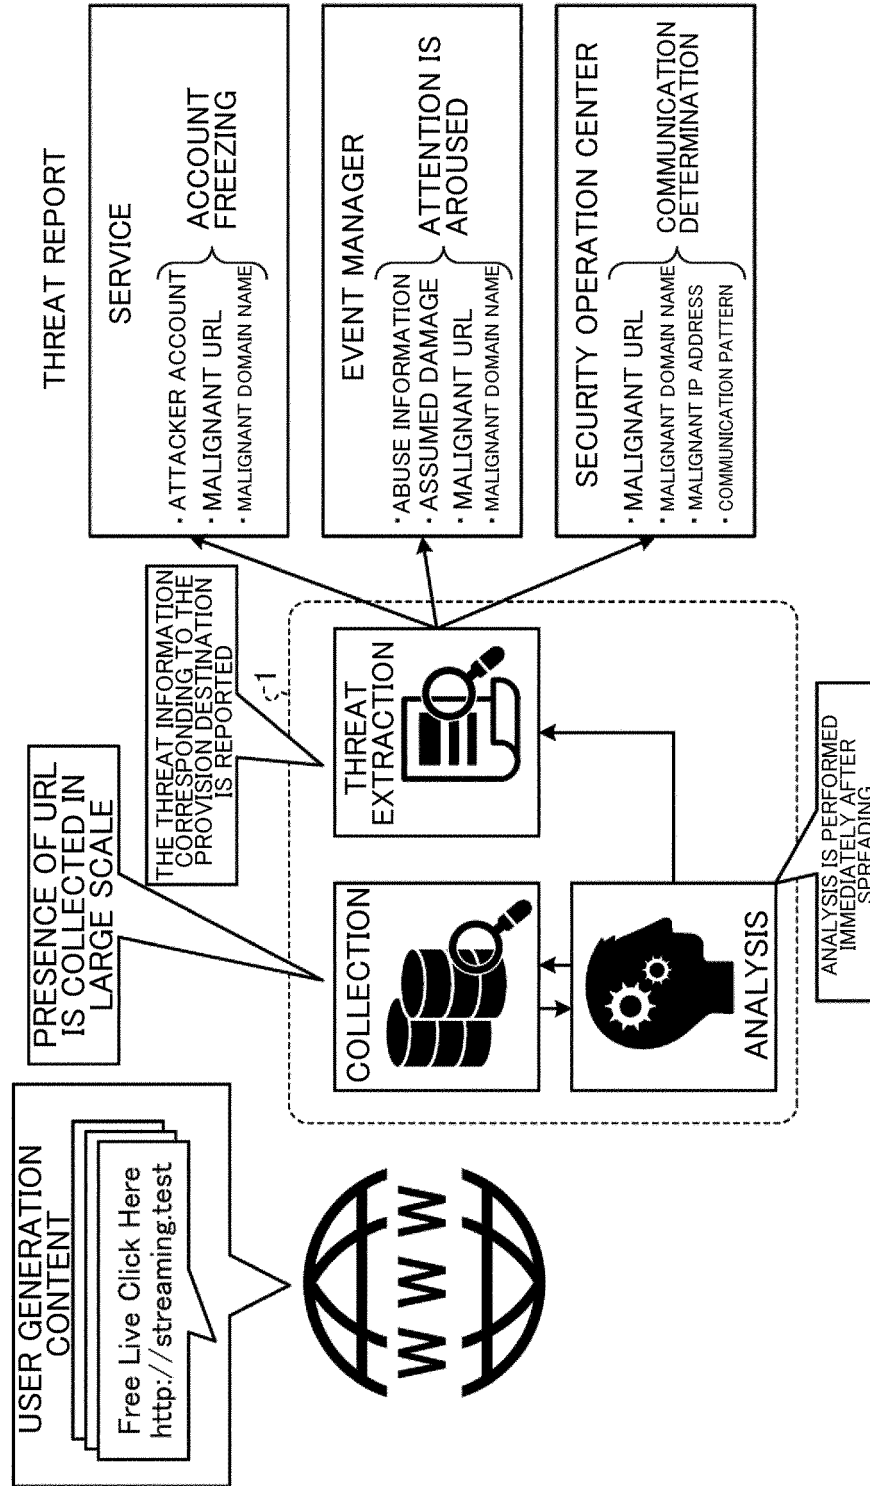 USER GENERATION
CONTENT
Free Live Click Here
http://streaming.test
W W W
PRESENCE OF URL
IS COLLECTED IN
LARGE SCALE
COLLECTION
ANALYSIS
ANALYSIS IS PERFORMED
IMMEDIATELY AFTER
SPREADING
THE THREAT INFORMATION
CORRESPONDING TO THE
PROVISION DESTINATION
IS REPORTED
1
THREAT
EXTRACTION
THREAT REPORT
SERVICE
・ATTACKER ACCOUNT
・MALIGNANT URL
・MALIGNANT DOMAIN NAME
ACCOUNT
FREEZING
EVENT MANAGER
・ABUSE INFORMATION
・ASSUMED DAMAGE
・MALIGNANT URL
・MALIGNANT DOMAIN NAME
ATTENTION IS
AROUSED
SECURITY OPERATION CENTER
・MALIGNANT URL
・MALIGNANT DOMAIN NAME
・MALIGNANT IP ADDRESS
・COMMUNICATION PATTERN
COMMUNICATION
DETERMINATION